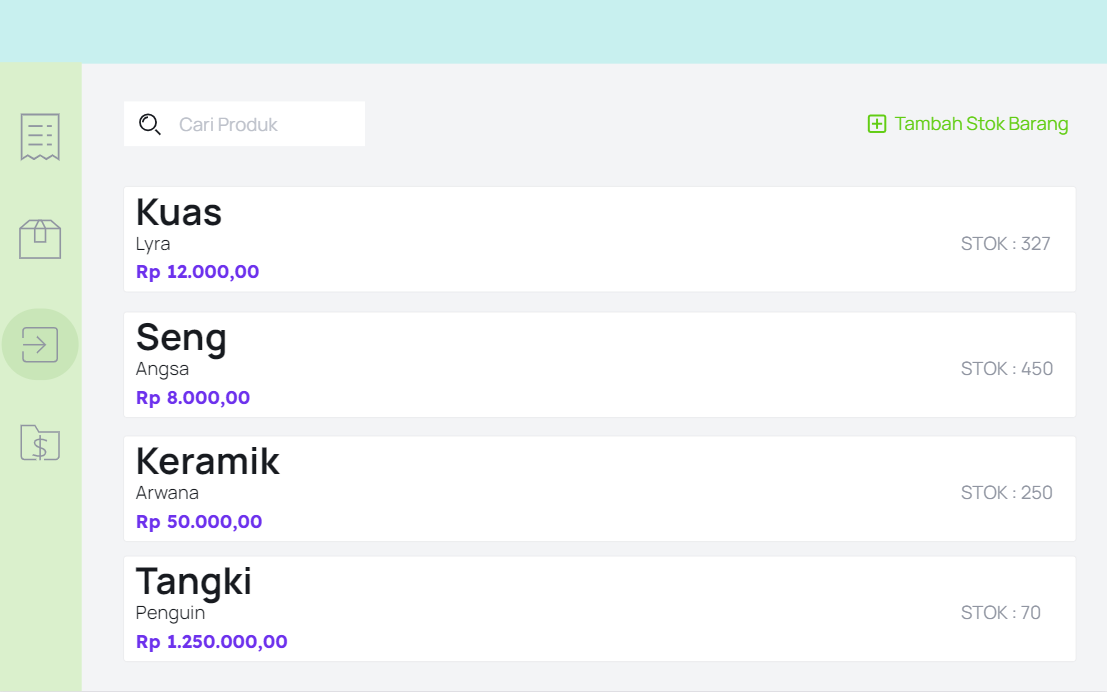 Cari Produk
Tambah Stok Barang
Kuas
Lyra
STOK : 327
Rp 12.000,00
Seng
Angsa
STOK : 450
Rp 8.000,00
Keramik
Arwana
STOK : 250
Rp 50.000,00
Tangki
Penguin
STOK : 70
Rp 1.250.000,00